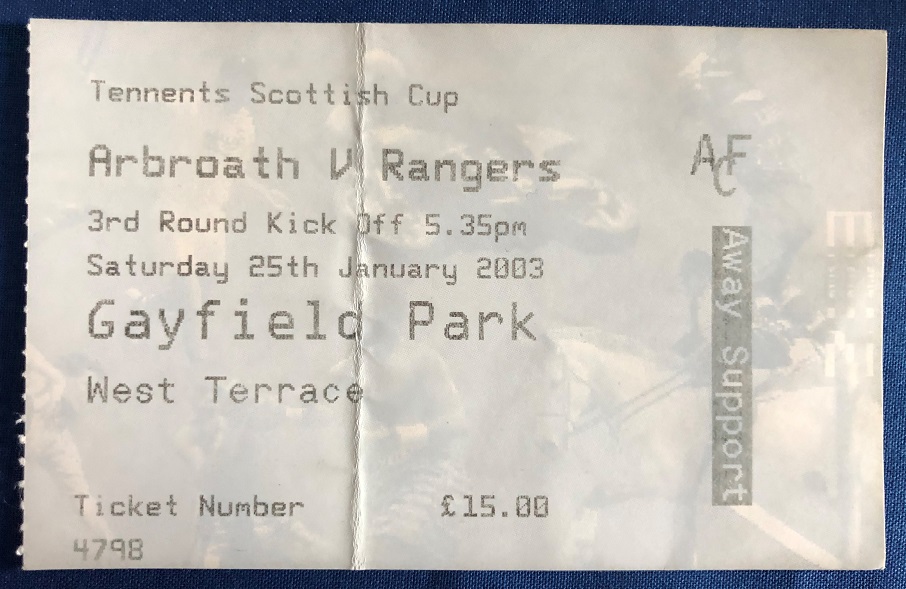 Tennents Scottish Cup
Arbroath V Rangers
3rd Round Kick Off 5.35pm
Saturday 25th January 2003
Gayfield Park
West Terrace
Ticket Number
4798
£15.00
AFC
Away Support